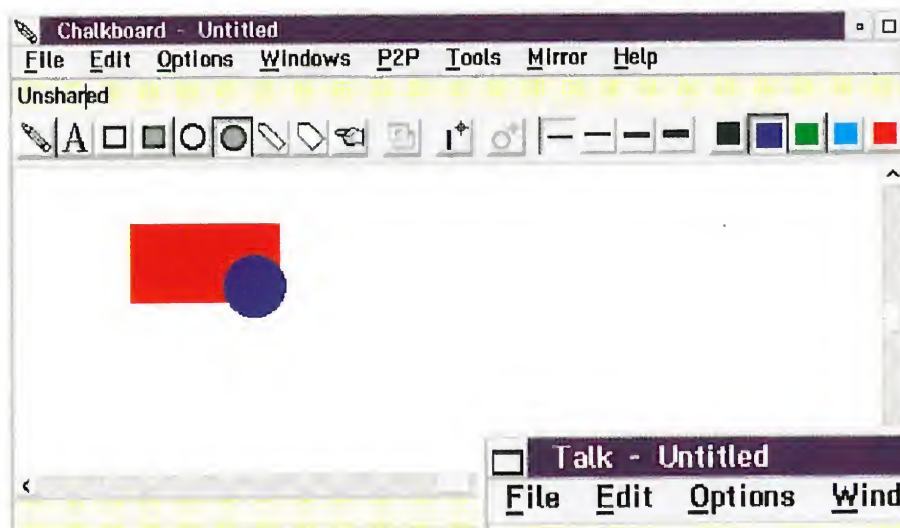 Chalkboard - Untitled
File Edit Options Windows P2P Tools Mirror Help
Unshared
A
Talk - Untitled
File Edit Options Wind